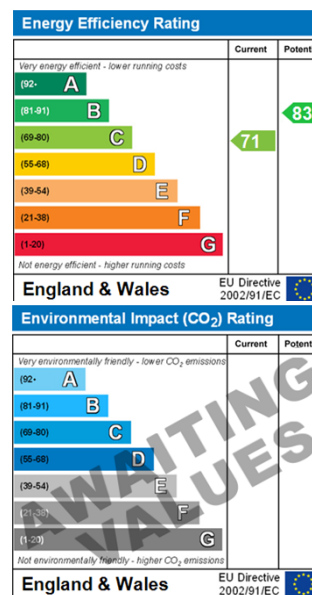 Energy Efficiency Rating
Current Potent
Very energy efficient - lower running costs
(92- A
(81-91) B
83
(69-80) C
71
(55-68) D
(39-54) E
(21-38) F
(1-20) G
Not energy efficient - higher running costs
England & Wales
EU Directive
2002/91/EC
Environmental Impact (CO2) Rating
Current Potent
Very environmentally friendly - lower CO2 emissions
(92- A
(81-91) B
(69-80) C
(55-68) D
(39-54) E
(21-38) F
(1-20) G
AWAITING
VALUES
Not environmentally friendly - higher CO2 emissions
England & Wales
EU Directive
2002/91/EC